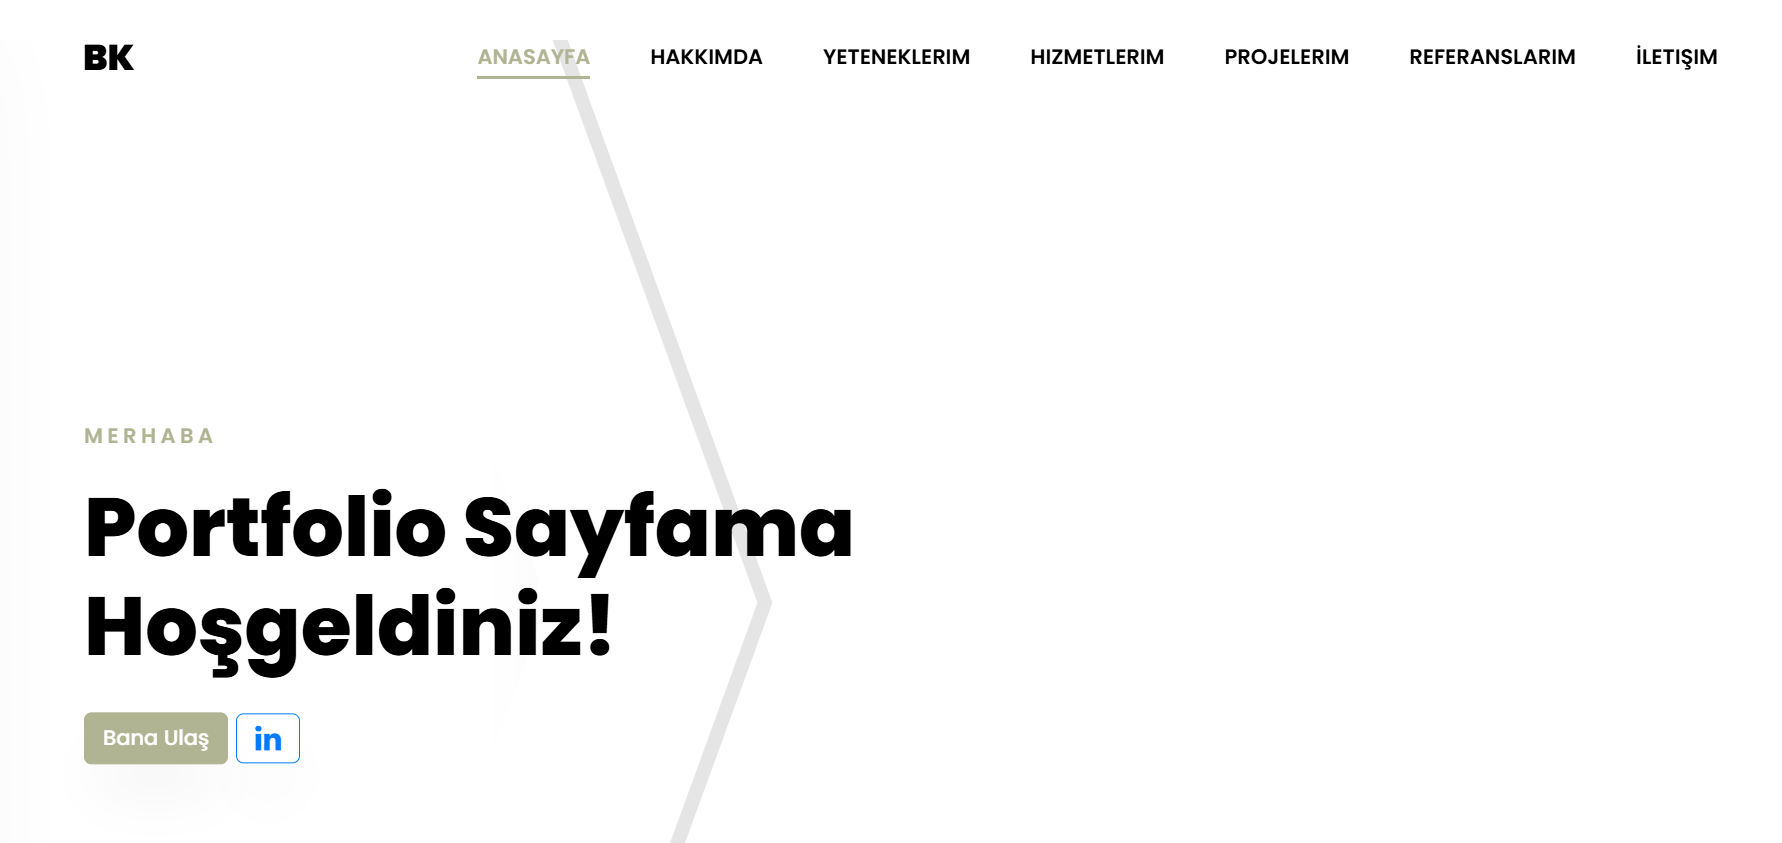 BK
ANASAYFA HAKKIMDA YETENEKLERIM HIZMETLERIM PROJELERIM REFERANSLARIM İLETIŞIM
MERHABA
Portfolio Sayfama
Hoşgeldiniz!
Bana Ulaş in